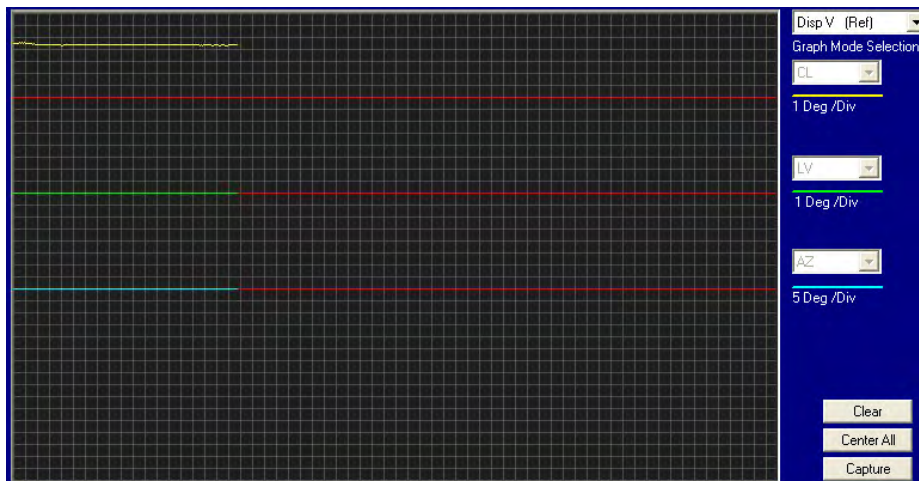 Disp V (Ref)
Graph Mode Selection
CL
1 Deg /Div
LV
1 Deg /Div
AZ
5 Deg /Div
Clear
Center All
Capture